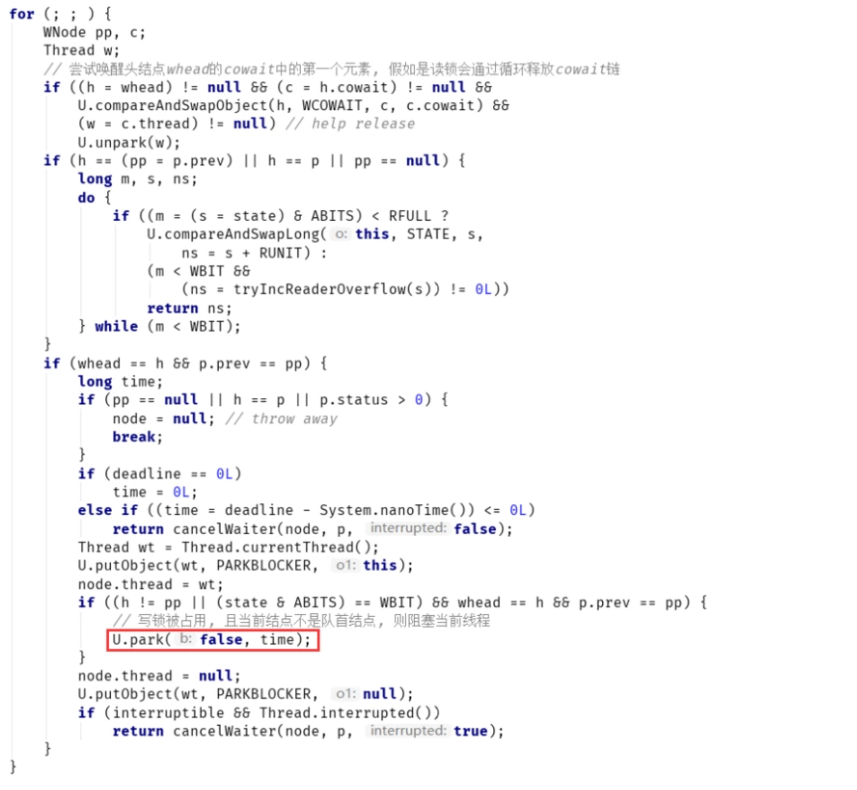 for (; ; ) {
    WNode pp, c;
    Thread w;
    // 尝试唤醒头结点whead的cowait中的第一个元素, 假如是读锁会通过循环释放cowait链
    if ((h = whead) != null && (c = h.cowait) != null &&
        U.compareAndSwapObject(h, WCOWAIT, c, c.cowait) &&
        (w = c.thread) != null) // help release
        U.unpark(w);
    if (h == (pp = p.prev) || h == p || pp == null) {
        long m, s, ns;
        do {
            if ((m = (s = state) & ABITS) < RFULL ?
                U.compareAndSwapLong( o: this, STATE, s,
                    ns = s + RUNIT) :
                (m < WBIT &&
                    (ns = tryIncReaderOverflow(s)) != 0L))
                return ns;
        } while (m < WBIT);
    }
    if (whead == h && p.prev == pp) {
        long time;
        if (pp == null || h == p || p.status > 0) {
            node = null; // throw away
            break;
        }
        if (deadline == 0L)
            time = 0L;
        else if ((time = deadline - System.nanoTime()) <= 0L)
            return cancelWaiter(node, p, interrupted: false);
        Thread wt = Thread.currentThread();
        U.putObject(wt, PARKBLOCKER, o1: this);
        node.thread = wt;
        if ((h != pp || (state & ABITS) == WBIT) && whead == h && p.prev == pp) {
            // 写锁被占用, 且当前结点不是队首结点, 则阻塞当前线程
            U.park( b: false, time);
        }
        node.thread = null;
        U.putObject(wt, PARKBLOCKER, o1: null);
        if (interruptible && Thread.interrupted())
            return cancelWaiter(node, p, interrupted: true);
    }
}